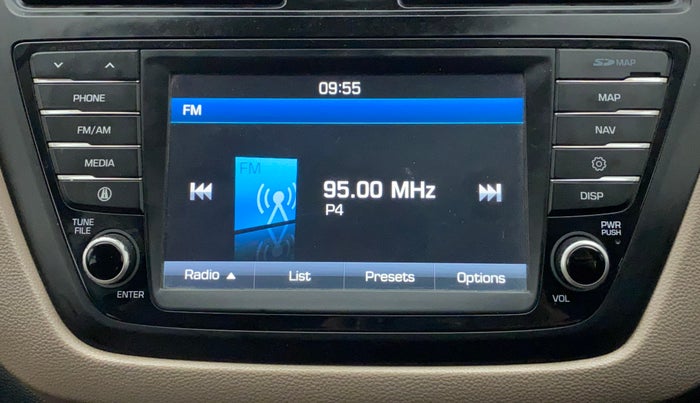 SD MAP
09:55
PHONE
FM
MAP
FM/AM
NAV
MEDIA
FM
95.00 MHz
P4
DISP
TUNE
FILE
PWR
PUSH
Radio ▲ List Presets Options
ENTER
VOL